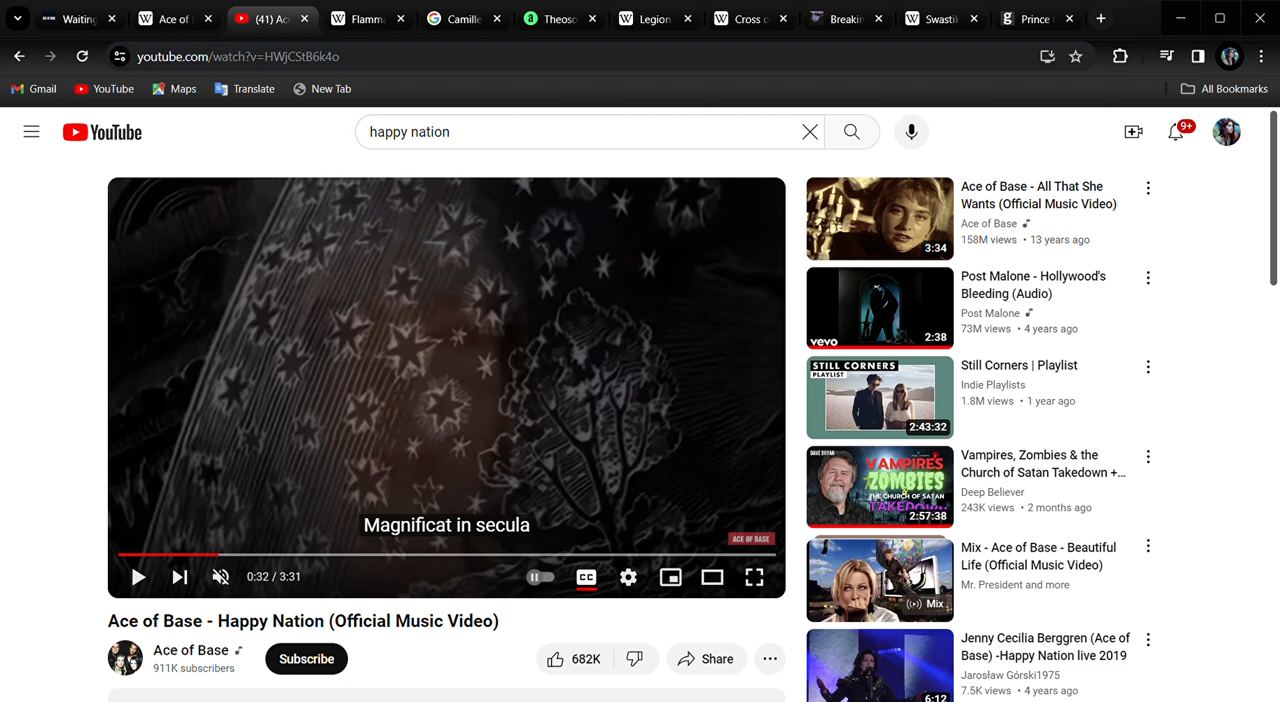 Waiting
Ace of
(41) Ac
Flamm
Camille
Theoso
Legion
Cross o
Breakin
Swastik
Prince
youtube.com/watch?v=HWjCStB6k4o
Gmail
YouTube
Maps
Translate
New Tab
All Bookmarks
YouTube
happy nation
9+
Magnificat in secula
ACE OF BASE
0:32 / 3:31
CC
Ace of Base - Happy Nation (Official Music Video)
Ace of Base
911K subscribers
Subscribe
682K
Share
3:34
Ace of Base - All That She
Wants (Official Music Video)
Ace of Base
158M views • 13 years ago
vevo
2:38
Post Malone - Hollywood's
Bleeding (Audio)
Post Malone
73M views • 4 years ago
STILL CORNERS
PLAYLIST
2:43:32
Still Corners | Playlist
Indie Playlists
1.8M views • 1 year ago
DAVE BRYAN
VAMPIRES
ZOMBIES
THE CHURCH OF SATAN
TAKEDOWN
2:57:38
Vampires, Zombies & the
Church of Satan Takedown +...
Deep Believer
243K views • 2 months ago
Mix
Mix - Ace of Base - Beautiful
Life (Official Music Video)
Mr. President and more
6:12
Jenny Cecilia Berggren (Ace of
Base) -Happy Nation live 2019
Jarosław Górski1975
7.5K views • 4 years ago